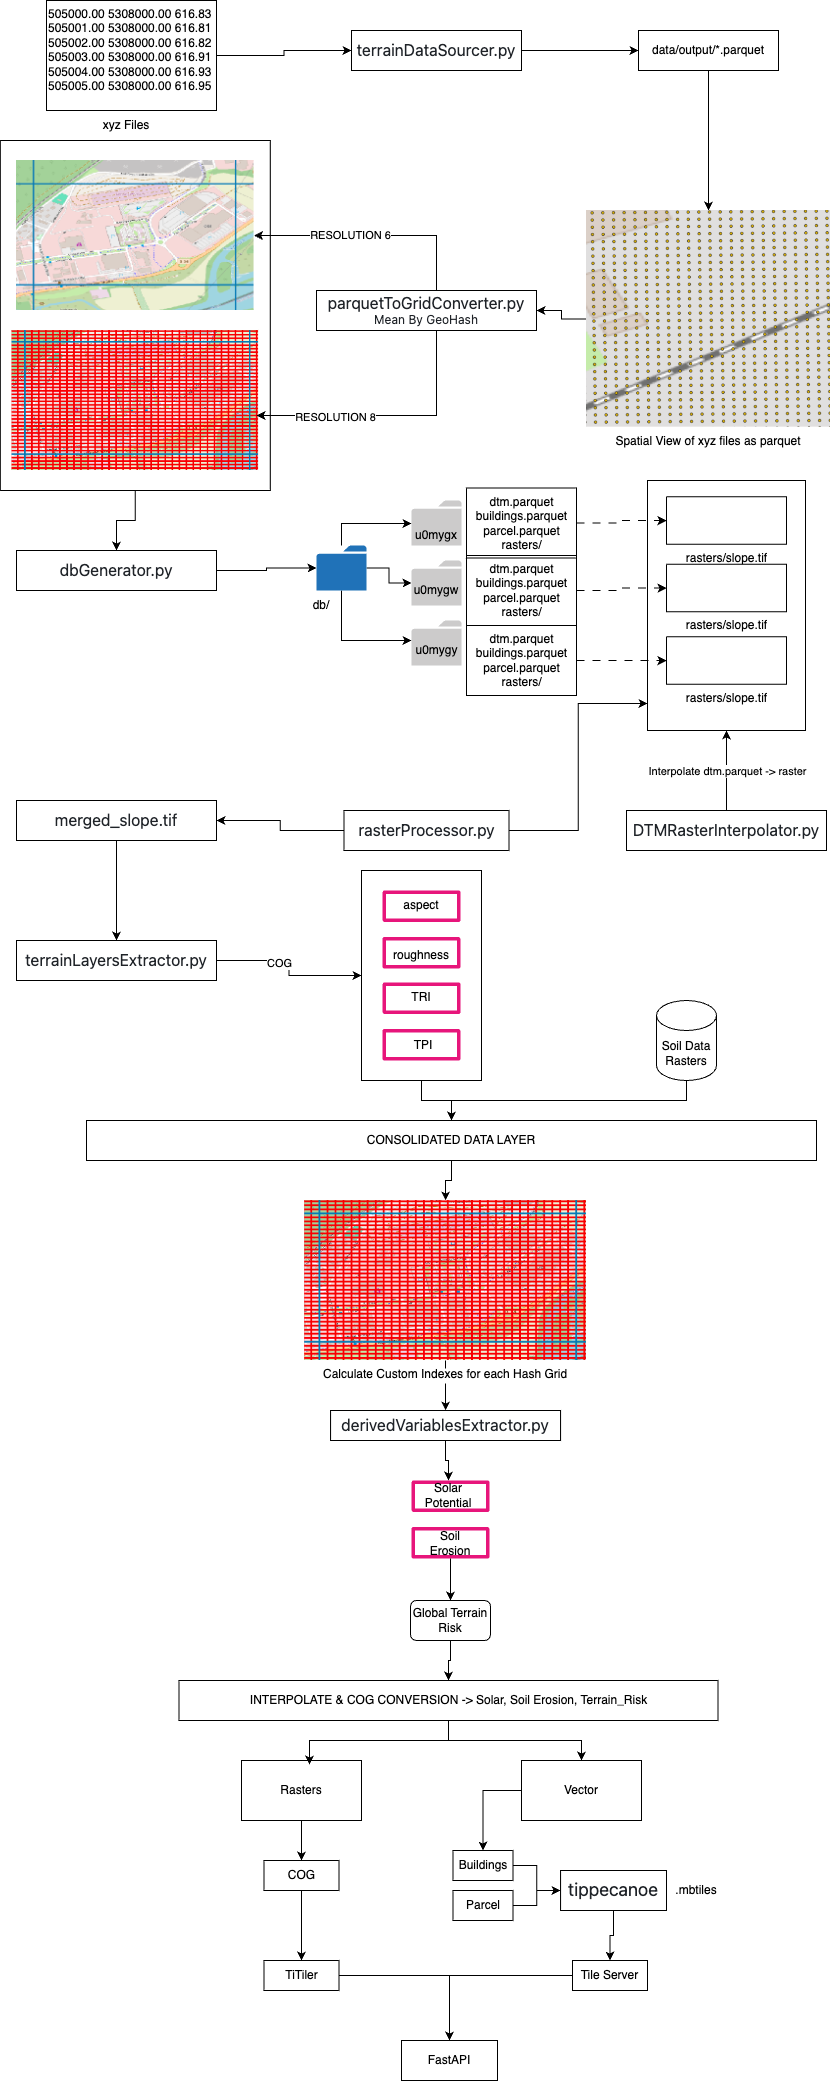 505000.00 5308000.00 616.83
505001.00 5308000.00 616.81
505002.00 5308000.00 616.82
505003.00 5308000.00 616.91
505004.00 5308000.00 616.93
505005.00 5308000.00 616.95
xyz Files
terrainDataSourcer.py
data/output/*.parquet
RESOLUTION 6
parquetToGridConverter.py
Mean By GeoHash
RESOLUTION 8
Spatial View of xyz files as parquet
dbGenerator.py
db/
u0mygx
u0mygw
u0mygy
dtm.parquet
buildings.parquet
parcel.parquet
rasters/
dtm.parquet
buildings.parquet
parcel.parquet
rasters/
dtm.parquet
buildings.parquet
parcel.parquet
rasters/
rasters/slope.tif
rasters/slope.tif
rasters/slope.tif
Interpolate dtm.parquet -> raster
merged_slope.tif
rasterProcessor.py
DTMRasterInterpolator.py
terrainLayersExtractor.py
COG
aspect
roughness
TRI
TPI
Soil Data
Rasters
CONSOLIDATED DATA LAYER
Calculate Custom Indexes for each Hash Grid
derivedVariablesExtractor.py
Solar
Potential
Soil
Erosion
Global Terrain
Risk
INTERPOLATE & COG CONVERSION -> Solar, Soil Erosion, Terrain_Risk
Rasters
Vector
COG
Buildings
Parcel
tippecanoe
.mbtiles
TiTiler
Tile Server
FastAPI